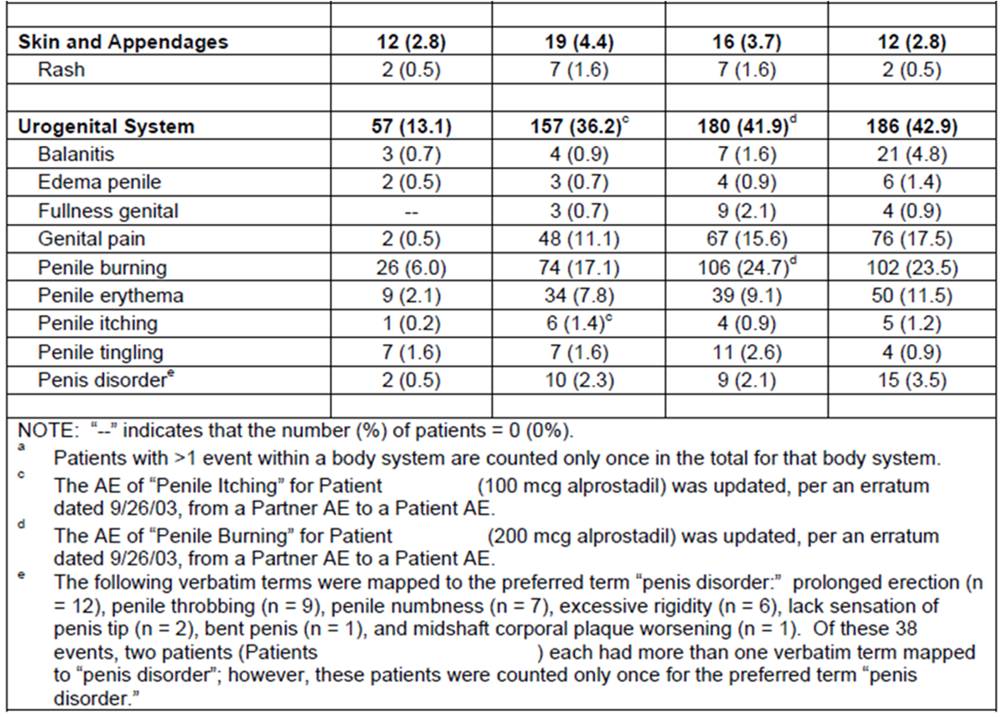 Skin and Appendages 12 (2.8) 19 (4.4) 16 (3.7) 12 (2.8)
Rash 2 (0.5) 7 (1.6) 7 (1.6) 2 (0.5)
Urogenital System 57 (13.1) 157 (36.2)c 180 (41.9)d 186 (42.9)
Balanitis 3 (0.7) 4 (0.9) 7 (1.6) 21 (4.8)
Edema penile 2 (0.5) 3 (0.7) 4 (0.9) 6 (1.4)
Fullness genital -- 3 (0.7) 9 (2.1) 4 (0.9)
Genital pain 2 (0.5) 48 (11.1) 67 (15.6) 76 (17.5)
Penile burning 26 (6.0) 74 (17.1) 106 (24.7)d 102 (23.5)
Penile erythema 9 (2.1) 34 (7.8) 39 (9.1) 50 (11.5)
Penile itching 1 (0.2) 6 (1.4)c 4 (0.9) 5 (1.2)
Penile tingling 7 (1.6) 7 (1.6) 11 (2.6) 4 (0.9)
Penis disordere 2 (0.5) 10 (2.3) 9 (2.1) 15 (3.5)
NOTE: “--” indicates that the number (%) of patients = 0 (0%).
a Patients with >1 event within a body system are counted only once in the total for that body system.
c The AE of “Penile Itching” for Patient (100 mcg alprostadil) was updated, per an erratum
dated 9/26/03, from a Partner AE to a Patient AE.
d The AE of “Penile Burning” for Patient (200 mcg alprostadil) was updated, per an erratum
dated 9/26/03, from a Partner AE to a Patient AE.
e The following verbatim terms were mapped to the preferred term “penis disorder:” prolonged erection (n
= 12), penile throbbing (n = 9), penile numbness (n = 7), excessive rigidity (n = 6), lack sensation of
penis tip (n = 2), bent penis (n = 1), and midshaft corporal plaque worsening (n = 1). Of these 38
events, two patients (Patients ) each had more than one verbatim term mapped
to “penis disorder”; however, these patients were counted only once for the preferred term “penis
disorder.”